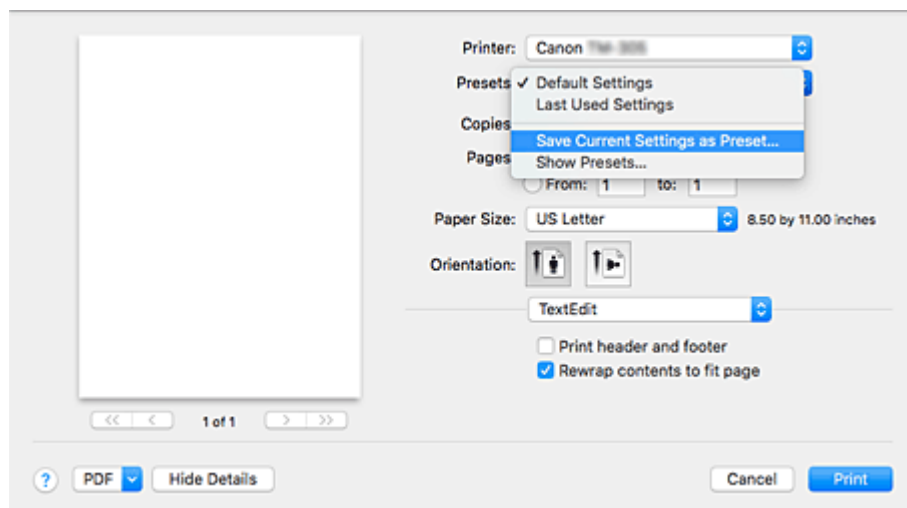 Printer: Canon
Presets ✓ Default Settings
Last Used Settings
Copies
Save Current Settings as Preset...
Pages
Show Presets...
From: 1 to: 1
Paper Size: US Letter 8.50 by 11.00 inches
Orientation:
TextEdit
Print header and footer
Rewrap contents to fit page
<< < 1 of 1 > >>
? PDF Hide Details Cancel Print